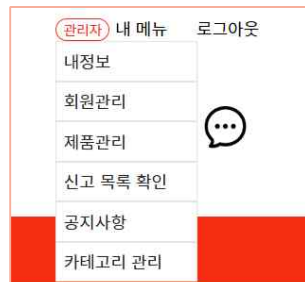 관리자 내 메뉴 로그아웃
내정보
회원관리
제품관리
신고 목록 확인
공지사항
카테고리 관리